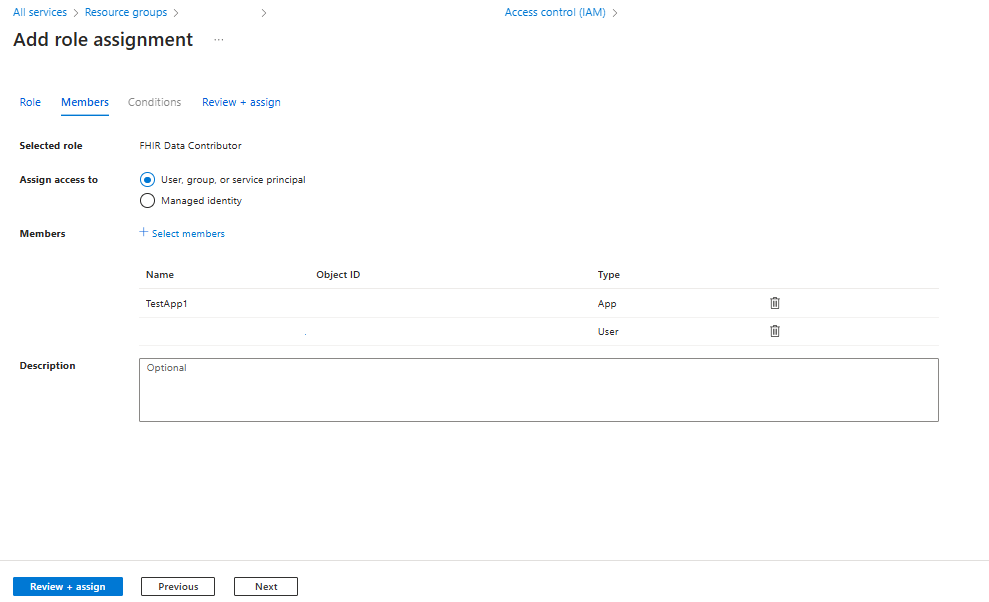 All services > Resource groups > > Access control (IAM) >
Add role assignment ...
Role Members Conditions Review + assign
Selected role FHIR Data Contributor
Assign access to User, group, or service principal
Managed identity
Members + Select members
Name Object ID Type
TestApp1 App
User
Description Optional
Review + assign Previous Next